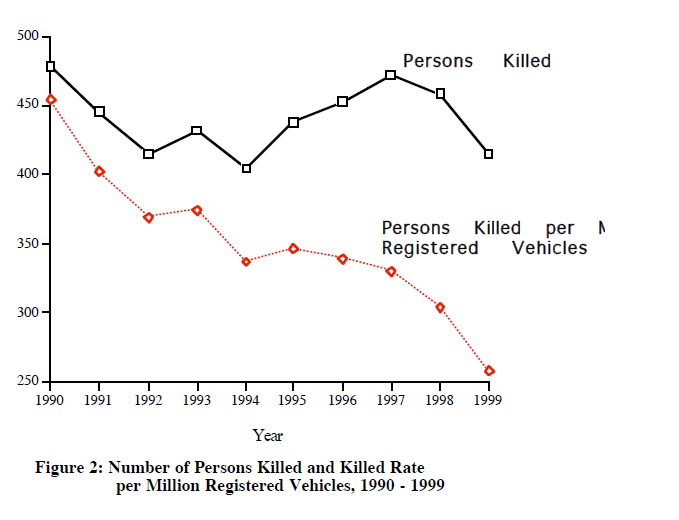 500
Persons Killed
450
400
Persons Killed per
Registered Vehicles
350
300
250
1990 1991 1992 1993 1994 1995 1996 1997 1998 1999
Year
Figure 2: Number of Persons Killed and Killed Rate
per Million Registered Vehicles, 1990 - 1999